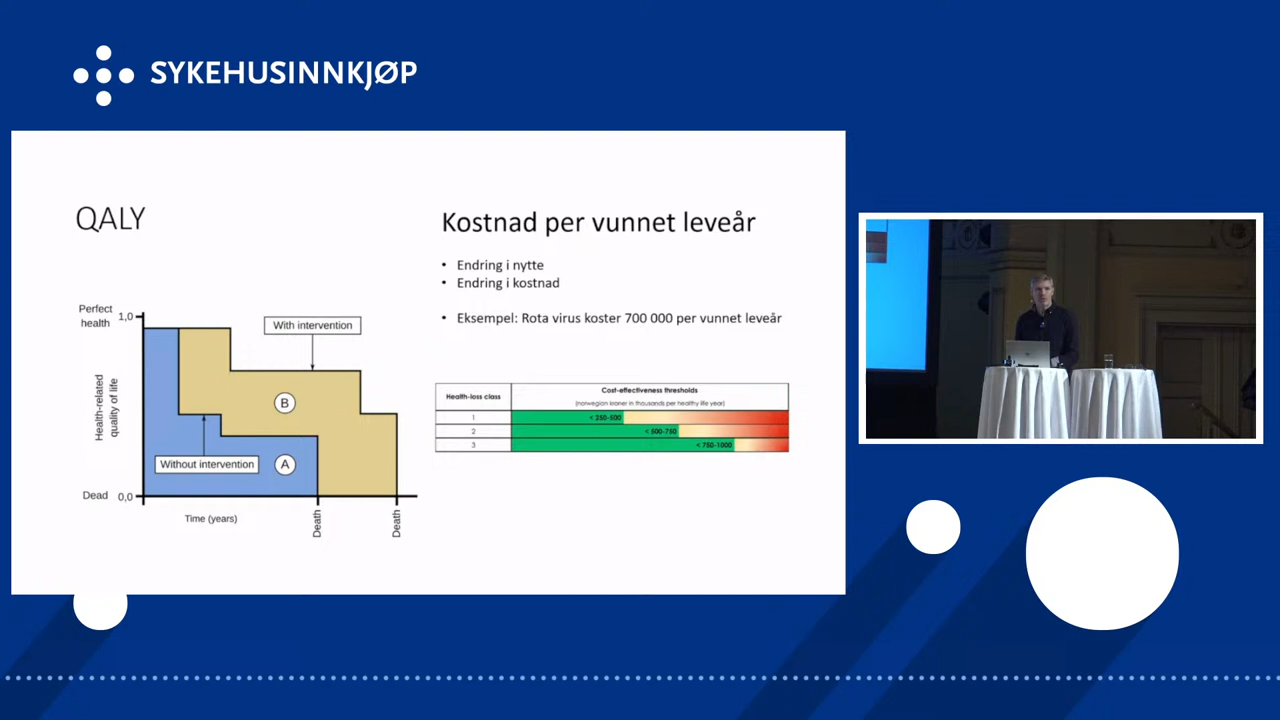 SYKEHUSINNKJØP
QALY
Perfect
health
1,0
Health-related
quality of life
With intervention
B
Without intervention
A
Dead
0,0
Time (years)
Death
Death
Kostnad per vunnet leveår
• Endring i nytte
• Endring i kostnad
• Eksempel: Rota virus koster 700 000 per vunnet leveår
Health-loss class
Cost-effectiveness thresholds
(norwegian kroner in thousands per healthy life year)
1 < 250-500
2 < 500-750
3 < 750-1000